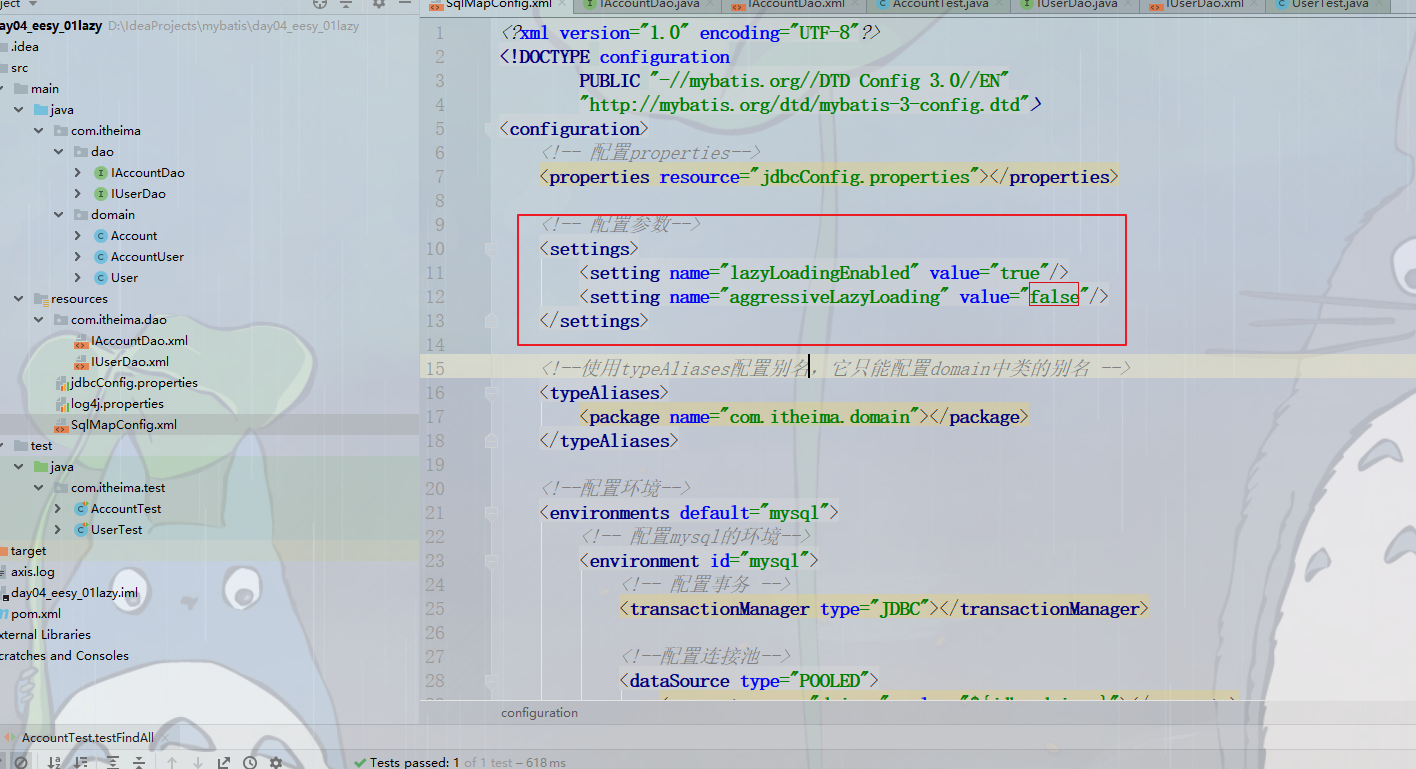 ject
SqlMapConfig.xml IAccountDao.java IAccountDao.xml AccountTest.java IUserDao.java IUserDao.xml UserTest.java
ay04_eesy_01lazy D:\IdeaProjects\mybatis\day04_eesy_01lazy
.idea
src
main
java
com.itheima
dao
IAccountDao
IUserDao
domain
Account
AccountUser
User
resources
com.itheima.dao
IAccountDao.xml
IUserDao.xml
jdbcConfig.properties
log4j.properties
SqlMapConfig.xml
test
java
com.itheima.test
AccountTest
UserTest
target
axis.log
day04_eesy_01lazy.iml
pom.xml
xternal Libraries
cratches and Consoles
1 <?xml version="1.0" encoding="UTF-8"?>
2 <!DOCTYPE configuration
3 PUBLIC "-//mybatis.org//DTD Config 3.0//EN"
4 "http://mybatis.org/dtd/mybatis-3-config.dtd">
5 <configuration>
6 <!-- 配置properties-->
7 <properties resource="jdbcConfig.properties"></properties>
8
9 <!-- 配置参数-->
10 <settings>
11 <setting name="lazyLoadingEnabled" value="true"/>
12 <setting name="aggressiveLazyLoading" value="false"/>
13 </settings>
14
15 <!--使用typeAliases配置别名，它只能配置domain中类的别名 -->
16 <typeAliases>
17 <package name="com.itheima.domain"></package>
18 </typeAliases>
19
20 <!--配置环境-->
21 <environments default="mysql">
22 <!-- 配置mysql的环境-->
23 <environment id="mysql">
24 <!-- 配置事务 -->
25 <transactionManager type="JDBC"></transactionManager>
26
27 <!--配置连接池-->
28 <dataSource type="POOLED">
configuration
AccountTest.testFindAll
Tests passed: 1 of 1 test – 618 ms